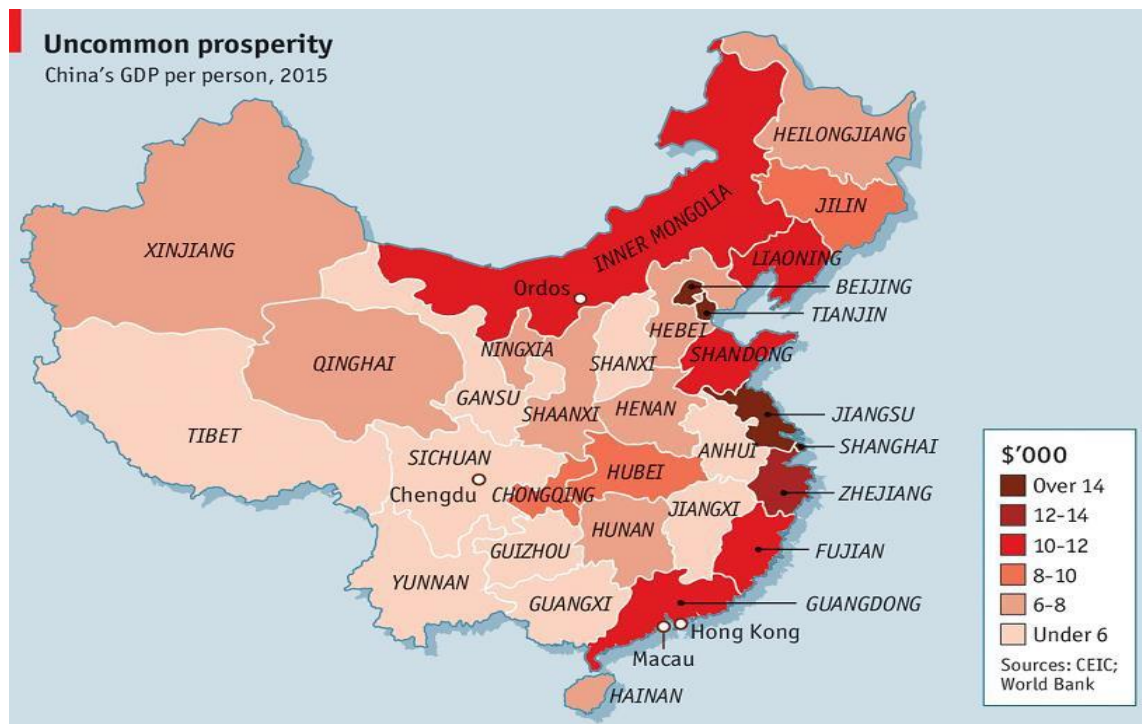 Uncommon prosperity
China's GDP per person, 2015
HEILONGJIANG
JILIN
XINJIANG
INNER MONGOLIA
LIAONING
Ordos
BEIJING
TIANJIN
HEBEI
NINGXIA
SHANXI
SHANDONG
QINGHAI
GANSU
SHAANXI
HENAN
JIANGSU
TIBET
ANHUI
SHANGHAI
SICHUAN
Chengdu
CHONGQING
HUBEI
ZHEJIANG
JIANGXI
HUNAN
GUIZHOU
FUJIAN
YUNNAN
GUANGXI
GUANGDONG
Hong Kong
Macau
HAINAN
$'000
Over 14
12-14
10-12
8-10
6-8
Under 6
Sources: CEIC;
World Bank